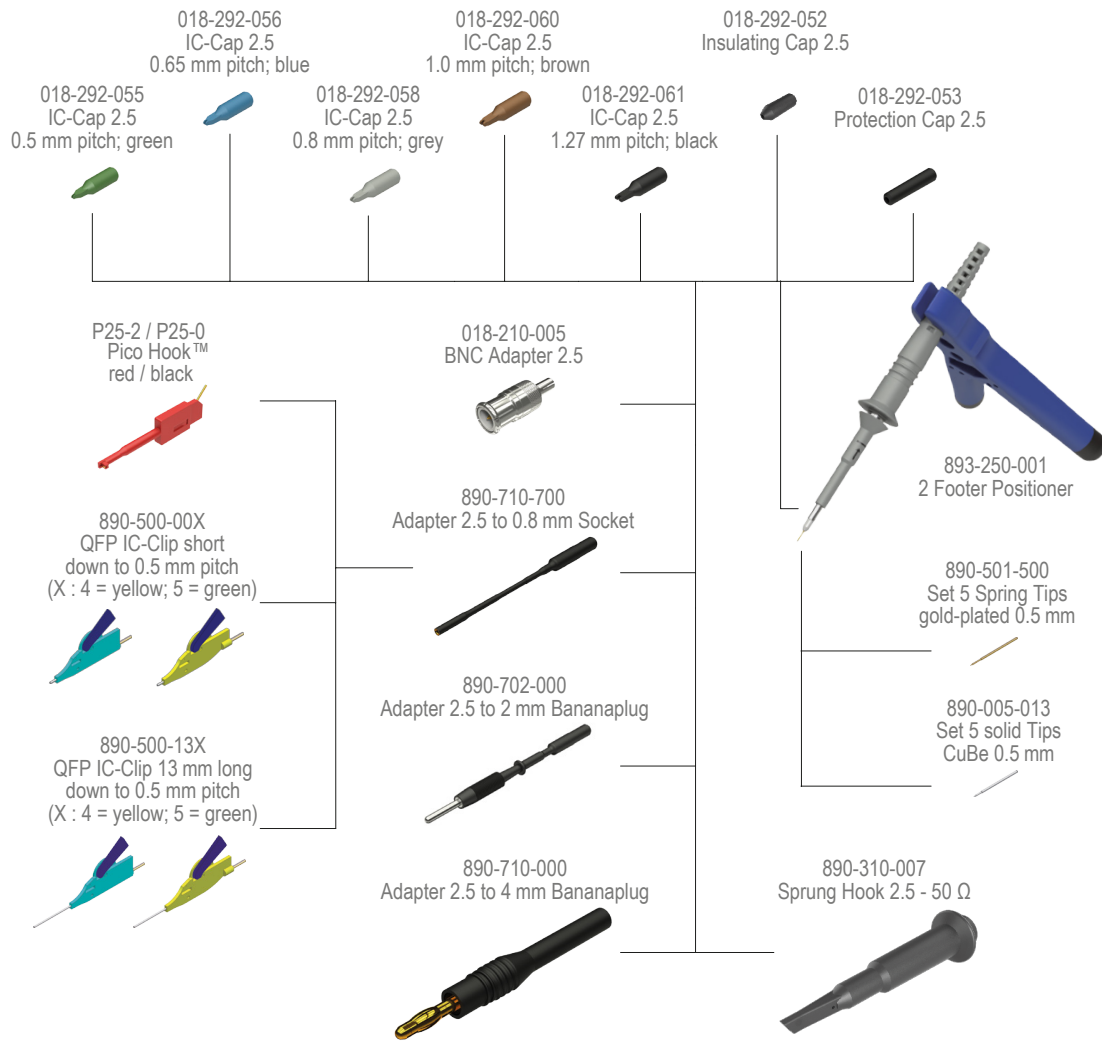 018-292-056
IC-Cap 2.5
0.65 mm pitch; blue
018-292-060
IC-Cap 2.5
1.0 mm pitch; brown
018-292-052
Insulating Cap 2.5
018-292-055
IC-Cap 2.5
0.5 mm pitch; green
018-292-058
IC-Cap 2.5
0.8 mm pitch; grey
018-292-061
IC-Cap 2.5
1.27 mm pitch; black
018-292-053
Protection Cap 2.5
P25-2 / P25-0
Pico Hook™
red / black
018-210-005
BNC Adapter 2.5
893-250-001
2 Footer Positioner
890-500-00X
QFP IC-Clip short
down to 0.5 mm pitch
(X : 4 = yellow; 5 = green)
890-710-700
Adapter 2.5 to 0.8 mm Socket
890-501-500
Set 5 Spring Tips
gold-plated 0.5 mm
890-702-000
Adapter 2.5 to 2 mm Bananaplug
890-005-013
Set 5 solid Tips
CuBe 0.5 mm
890-500-13X
QFP IC-Clip 13 mm long
down to 0.5 mm pitch
(X : 4 = yellow; 5 = green)
890-710-000
Adapter 2.5 to 4 mm Bananaplug
890-310-007
Sprung Hook 2.5 - 50 Ω